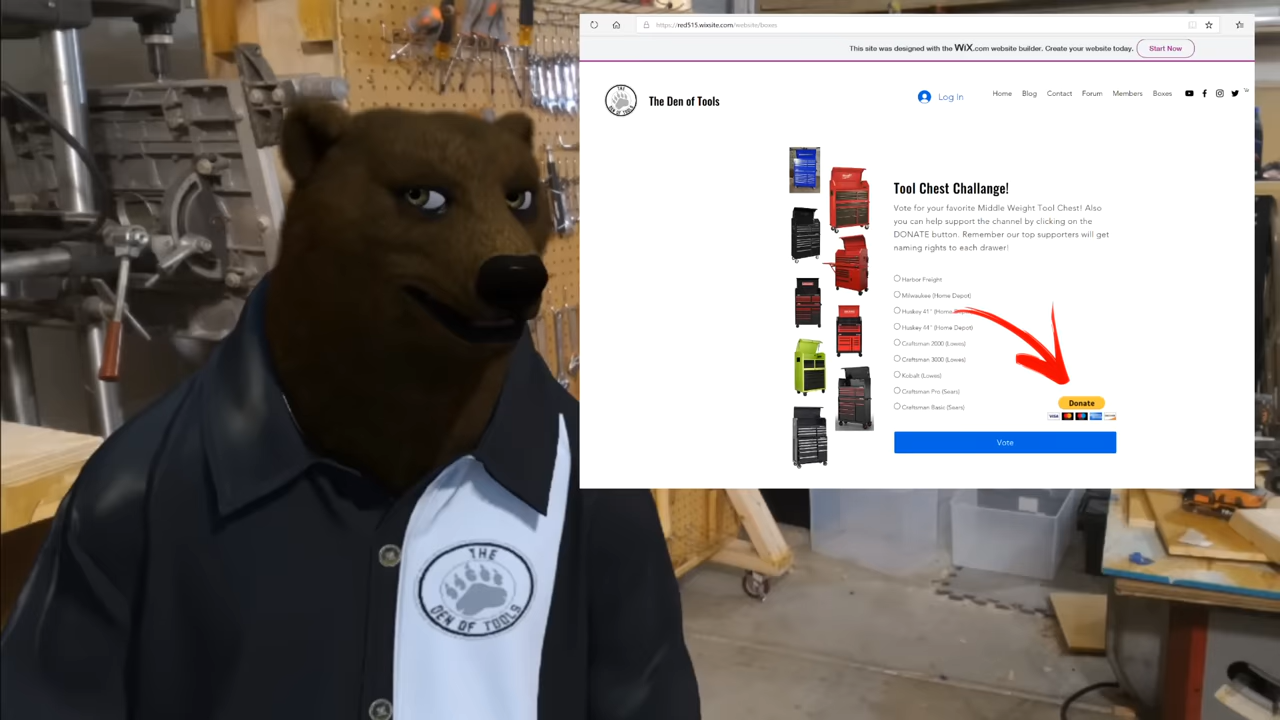 https://red515.wixsite.com/website/boxes
This site was designed with the WiX.com website builder. Create your website today.
Start Now
THE
DEN OF TOOLS
The Den of Tools
Log In
Home
Blog
Contact
Forum
Members
Boxes
Tool Chest Challange!
Vote for your favorite Middle Weight Tool Chest! Also
you can help support the channel by clicking on the
DONATE button. Remember our top supporters will get
naming rights to each drawer!
Harbor Freight
Milwaukee (Home Depot)
Huskey 41" (Home
Huskey 44" (Home Depot)
Craftsman 2000 (Lowes)
Craftsman 3000 (Lowes)
Kobalt (Lowes)
Craftsman Pro (Sears)
Craftsman Basic (Sears)
Donate
VISA
Vote
THE
DEN OF TOOLS